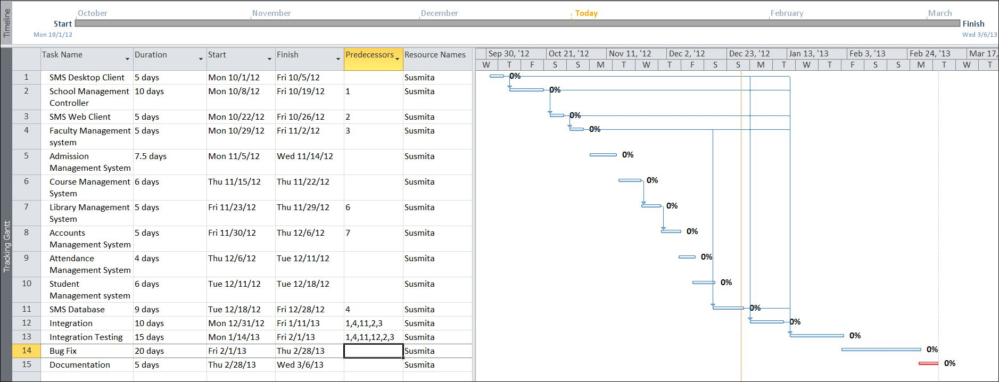 Timeline
October November December Today February March
Start Finish
Mon 10/1/12 Wed 3/6/13
Tracking Gantt
Task Name Duration Start Finish Predecessors Resource Names
Sep 30, '12 Oct 21, '12 Nov 11, '12 Dec 2, '12 Dec 23, '12 Jan 13, '13 Feb 3, '13 Feb 24, '13 Mar 17,
W T F S S M T W T F S S M T W T F S S M T W T
1 SMS Desktop Client 5 days Mon 10/1/12 Fri 10/5/12 Susmita 0%
2 School Management 10 days Mon 10/8/12 Fri 10/19/12 1 Susmita 0%
Controller
3 SMS Web Client 5 days Mon 10/22/12 Fri 10/26/12 2 Susmita 0%
4 Faculty Management 5 days Mon 10/29/12 Fri 11/2/12 3 Susmita 0%
system
5 Admission 7.5 days Mon 11/5/12 Wed 11/14/12 Susmita 0%
Management System
6 Course Management 6 days Thu 11/15/12 Thu 11/22/12 Susmita 0%
System
7 Library Management 5 days Fri 11/23/12 Thu 11/29/12 6 Susmita 0%
System
8 Accounts 5 days Fri 11/30/12 Thu 12/6/12 7 Susmita 0%
Management System
9 Attendance 4 days Thu 12/6/12 Tue 12/11/12 Susmita 0%
Management System
10 Student 6 days Tue 12/11/12 Tue 12/18/12 Susmita 0%
Management system
11 SMS Database 9 days Tue 12/18/12 Fri 12/28/12 4 Susmita 0%
12 Integration 10 days Mon 12/31/12 Fri 1/11/13 1,4,11,2,3 Susmita 0%
13 Integration Testing 15 days Mon 1/14/13 Fri 2/1/13 1,4,11,12,2,3 Susmita 0%
14 Bug Fix 20 days Fri 2/1/13 Thu 2/28/13 Susmita 0%
15 Documentation 5 days Thu 2/28/13 Wed 3/6/13 Susmita 0%